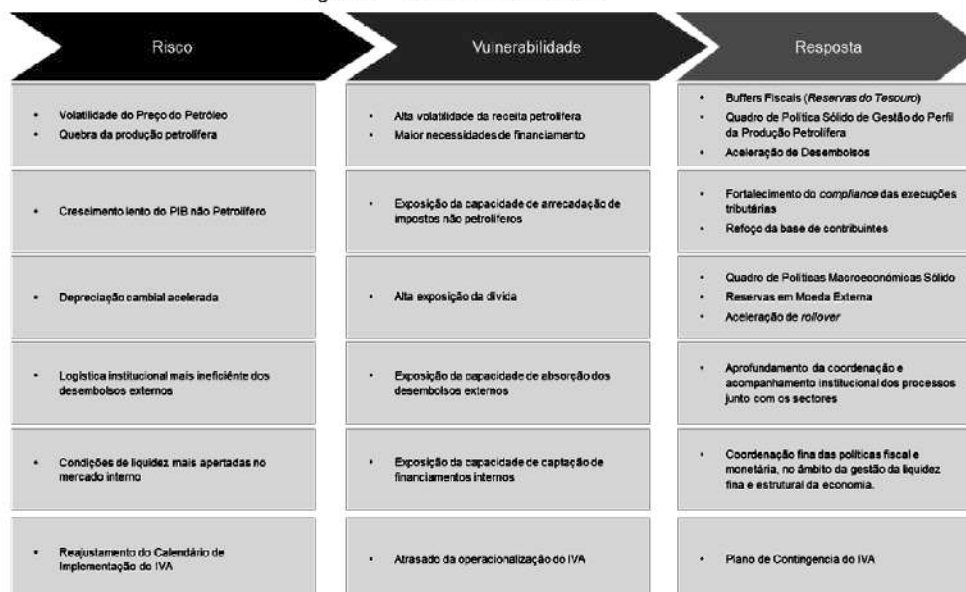 Risco
Vulnerabilidade
Resposta
• Volatilidade do Preço do Petróleo
• Quebra da produção petrolífera
• Alta volatilidade da receita petrolífera
• Maior necessidades de financiamento
• Buffers Fiscais (Reservas do Tesouro)
• Quadro de Política Sólido de Gestão do Perfil
da Produção Petrolífera
• Aceleração de Desembolsos
• Crescimento lento do PIB não Petrolífero
• Exposição da capacidade de arrecadação de
impostos não petrolíferos
• Fortalecimento do compliance das execuções
tributárias
• Refoço da base de contribuintes
• Depreciação cambial acelerada
• Alta exposição da dívida
• Quadro de Políticas Macroeconómicas Sólido
• Reservas em Moeda Externa
• Aceleração de rollover
• Logística institucional mais ineficiênte dos
desembolsos externos
• Exposição da capacidade de absorção dos
desembolsos externos
• Aprofundamento da coordenação e
acompanhamento institucional dos processos
junto com os sectores
• Condições de liquidez mais apertadas no
mercado interno
• Exposição da capacidade de captação de
financiamentos internos
• Coordenação fina das políticas fiscal e
monetária, no âmbito da gestão da liquidez
fina e estrutural da economia.
• Reajustamento do Calendário de
Implementação do IVA
• Atrasado da operacionalização do IVA
• Plano de Contingencia do IVA